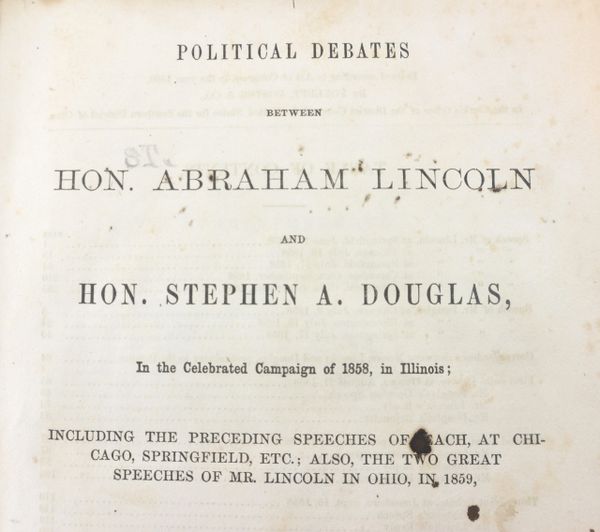 POLITICAL DEBATES
BETWEEN
HON. ABRAHAM LINCOLN
AND
HON. STEPHEN A. DOUGLAS,
In the Celebrated Campaign of 1858, in Illinois;
INCLUDING THE PRECEDING SPEECHES OF EACH, AT CHI-
CAGO, SPRINGFIELD, ETC.; ALSO, THE TWO GREAT
SPEECHES OF MR. LINCOLN IN OHIO, IN 1859,